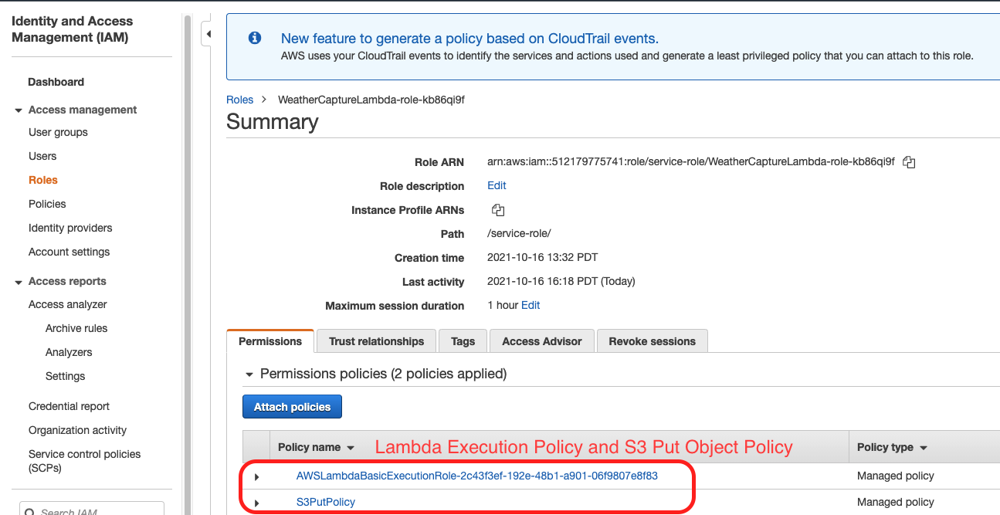 Identity and Access
Management (IAM)
Dashboard
Access management
User groups
Users
Roles
Policies
Identity providers
Account settings
Access reports
Access analyzer
Archive rules
Analyzers
Settings
Credential report
Organization activity
Service control policies
(SCPs)
Search IAM
New feature to generate a policy based on CloudTrail events.
AWS uses your CloudTrail events to identify the services and actions used and generate a least privileged policy that you can attach to this role.
Roles > WeatherCaptureLambda-role-kb86qi9f
Summary
Role ARN arn:aws:iam::512179775741:role/service-role/WeatherCaptureLambda-role-kb86qi9f
Role description Edit
Instance Profile ARNs
Path /service-role/
Creation time 2021-10-16 13:32 PDT
Last activity 2021-10-16 16:18 PDT (Today)
Maximum session duration 1 hour Edit
Permissions Trust relationships Tags Access Advisor Revoke sessions
Permissions policies (2 policies applied)
Attach policies
Policy name Lambda Execution Policy and S3 Put Object Policy Policy type
AWSLambdaBasicExecutionRole-2c43f3ef-192e-48b1-a901-06f9807e8f83 Managed policy
S3PutPolicy Managed policy